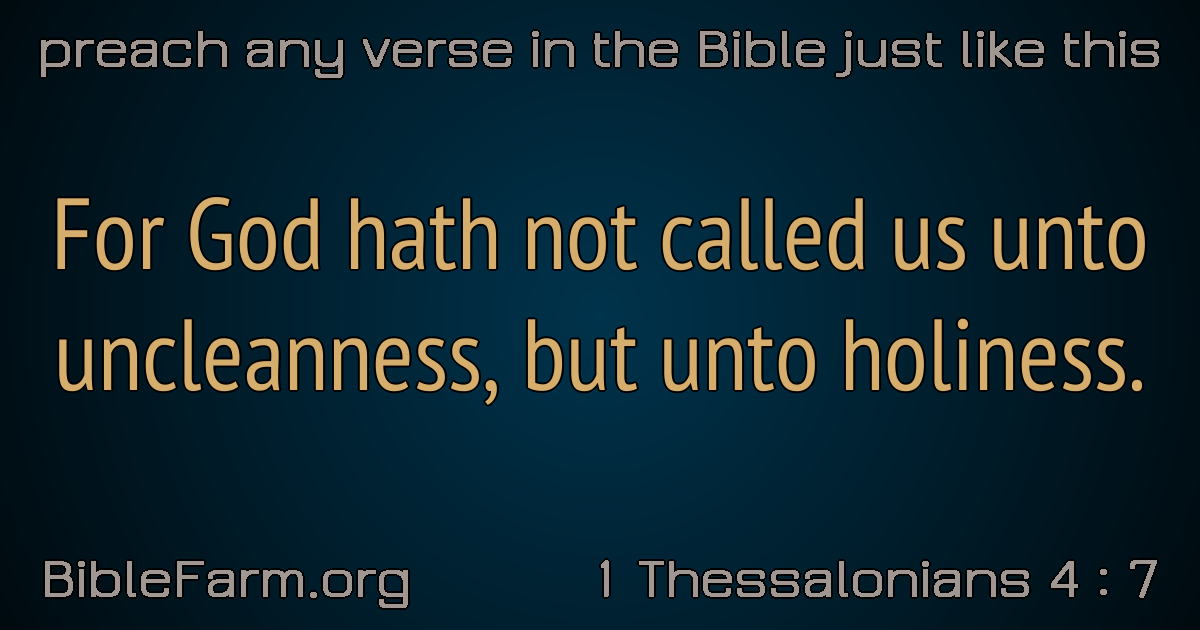 preach any verse in the Bible just like this
For God hath not called us unto
uncleanness, but unto holiness.
BibleFarm.org
1 Thessalonians 4 : 7